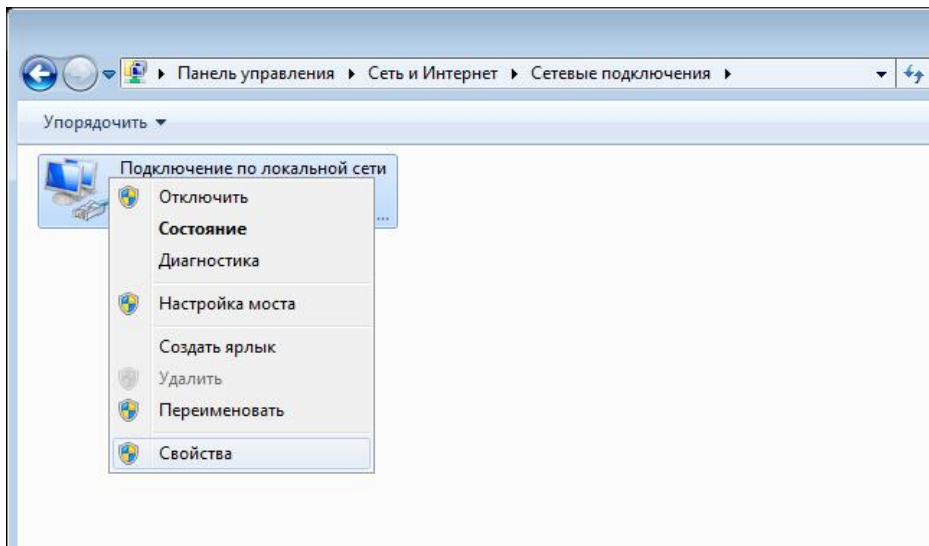 Панель управления Сеть и Интернет Сетевые подключения
Упорядочить
Подключение по локальной сети
...
Отключить
Состояние
Диагностика
Настройка моста
Создать ярлык
Удалить
Переименовать
Свойства